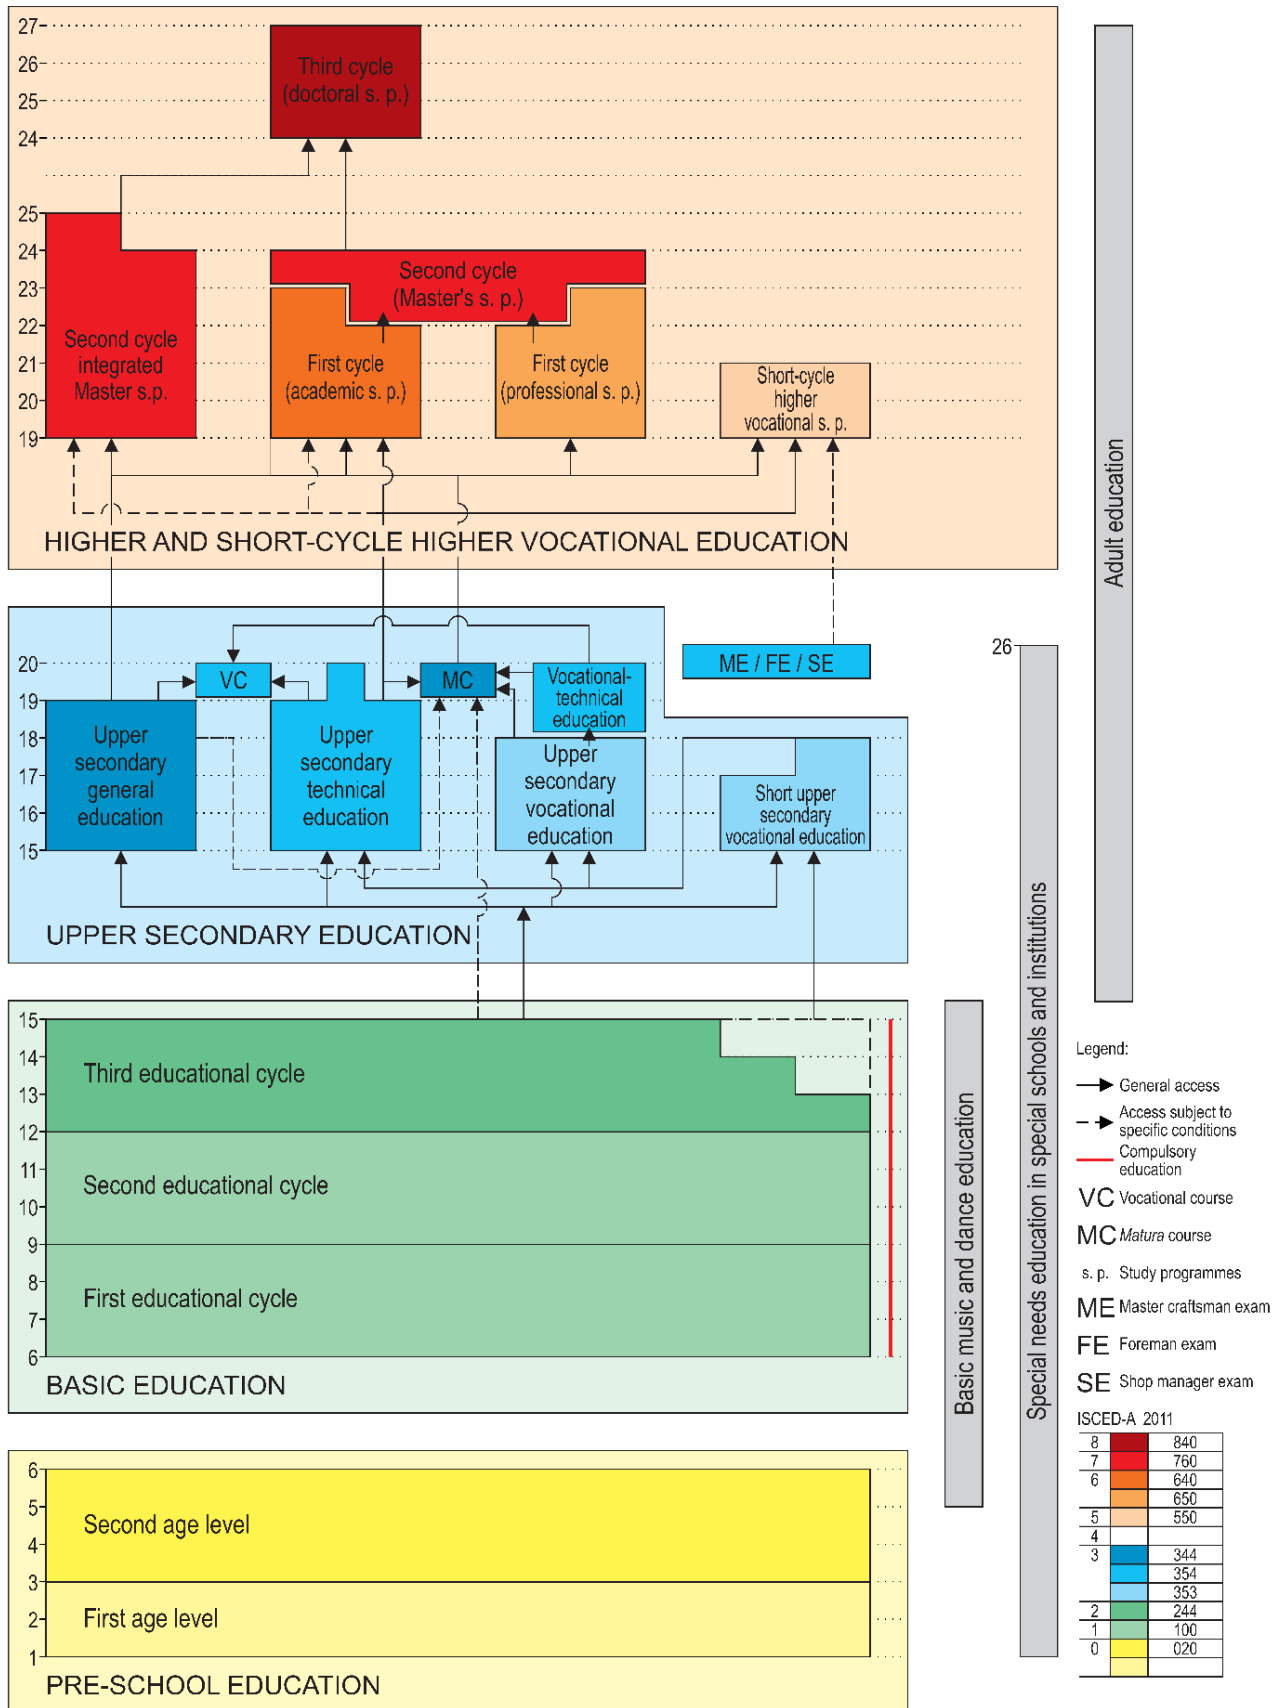 27
26
25
24
Third cycle
(doctoral s. p.)
25
24
23
22
21
20
19
Second cycle
integrated
Master s.p.
Second cycle
(Master's s. p.)
First cycle
(academic s. p.)
First cycle
(professional s. p.)
Short-cycle
higher
vocational s. p.
HIGHER AND SHORT-CYCLE HIGHER VOCATIONAL EDUCATION
Adult education
20
19
18
17
16
15
VC
MC
Vocational-
technical
education
ME / FE / SE
Upper
secondary
general
education
Upper
secondary
technical
education
Upper
secondary
vocational
education
Short upper
secondary
vocational education
UPPER SECONDARY EDUCATION
26
Special needs education in special schools and institutions
15
14
13
12
11
10
9
8
7
6
Third educational cycle
Second educational cycle
First educational cycle
BASIC EDUCATION
Basic music and dance education
6
5
4
3
2
1
Second age level
First age level
PRE-SCHOOL EDUCATION
Legend:
General access
Access subject to
specific conditions
Compulsory
education
VC Vocational course
MC Matura course
s. p. Study programmes
ME Master craftsman exam
FE Foreman exam
SE Shop manager exam
ISCED-A 2011
8 840
7 760
6 640
650
5 550
4
3 344
354
353
2 244
1 100
0 020